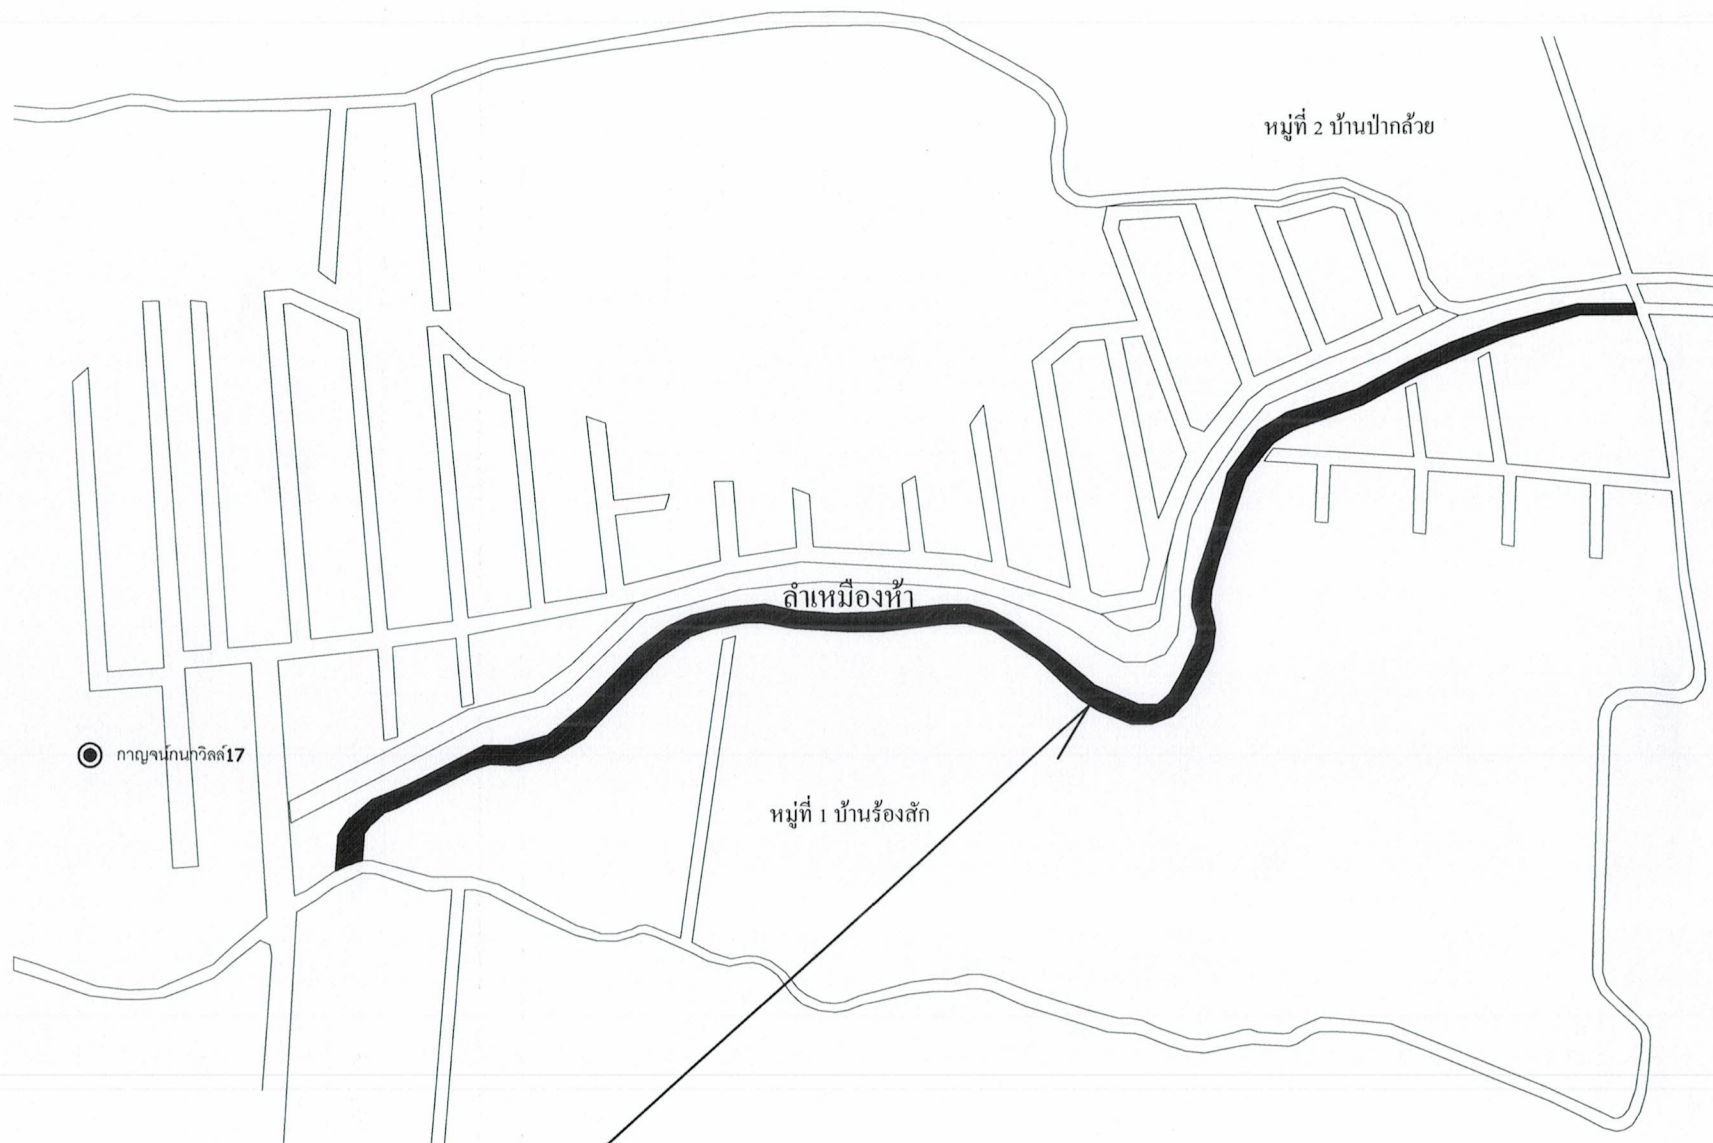 หมู่ที่ 2 บ้านป่ากล้วย
ลำเหมืองห้า
กาญจน์กนกวิลล์17
หมู่ที่ 1 บ้านร้องสัก